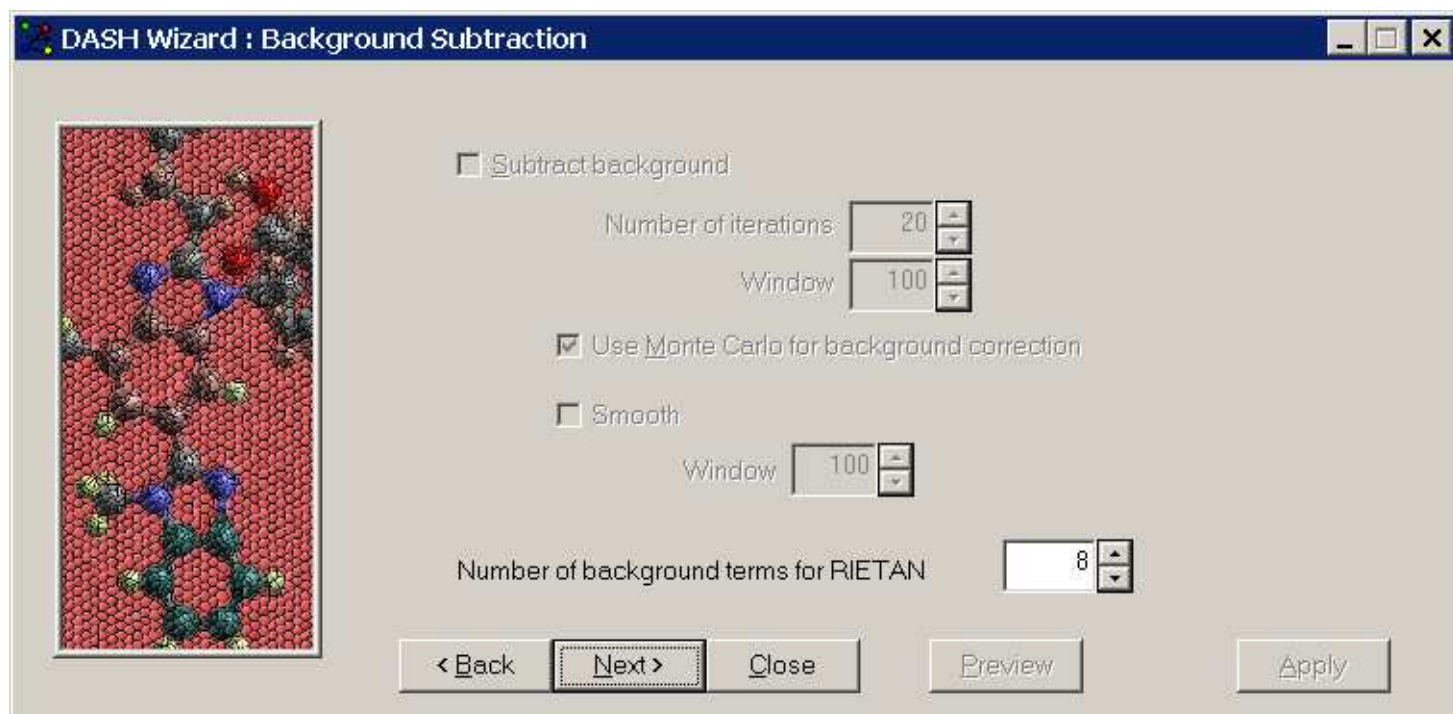 DASH Wizard : Background Subtraction
Subtract background
Number of iterations 20
Window 100
Use Monte Carlo for background correction
Smooth
Window 100
Number of background terms for RIETAN 8
< Back Next > Close Preview Apply